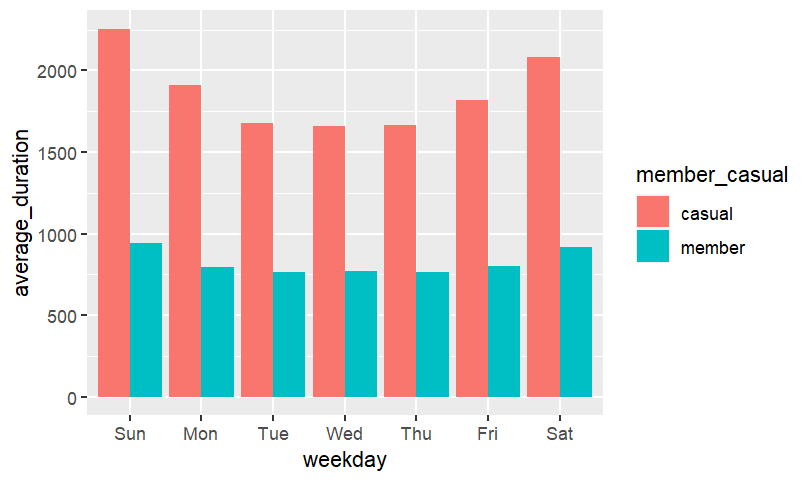 2000
1500
1000
500
0
average_duration
Sun Mon Tue Wed Thu Fri Sat
weekday
member_casual
casual
member